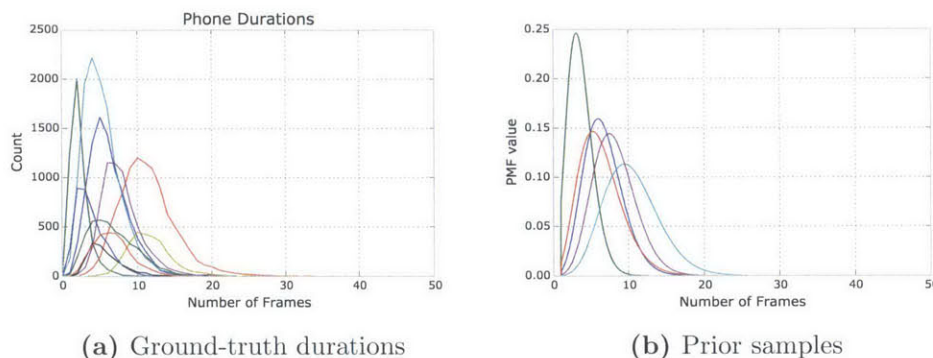 Phone Durations
2500
2000
1500
1000
500
0
Count
0 10 20 30 40 50
Number of Frames
(a) Ground-truth durations
0.25
0.20
0.15
0.10
0.05
0.00
PMF value
0 10 20 30 40 50
Number of Frames
(b) Prior samples